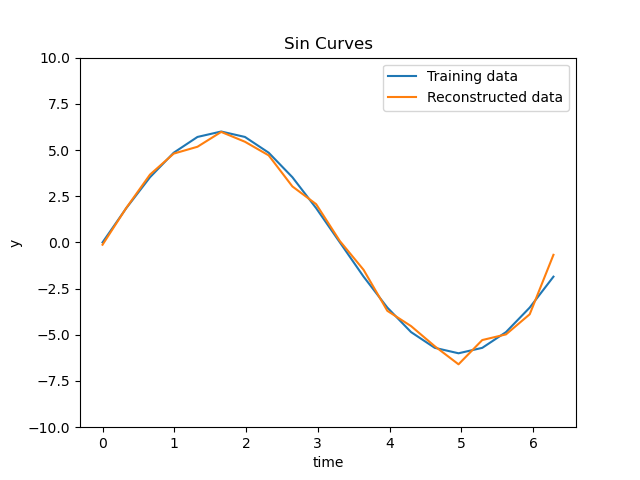 Sin Curves
Training data
Reconstructed data
10.0
7.5
5.0
2.5
0.0
−2.5
−5.0
−7.5
−10.0
y
0 1 2 3 4 5 6
time